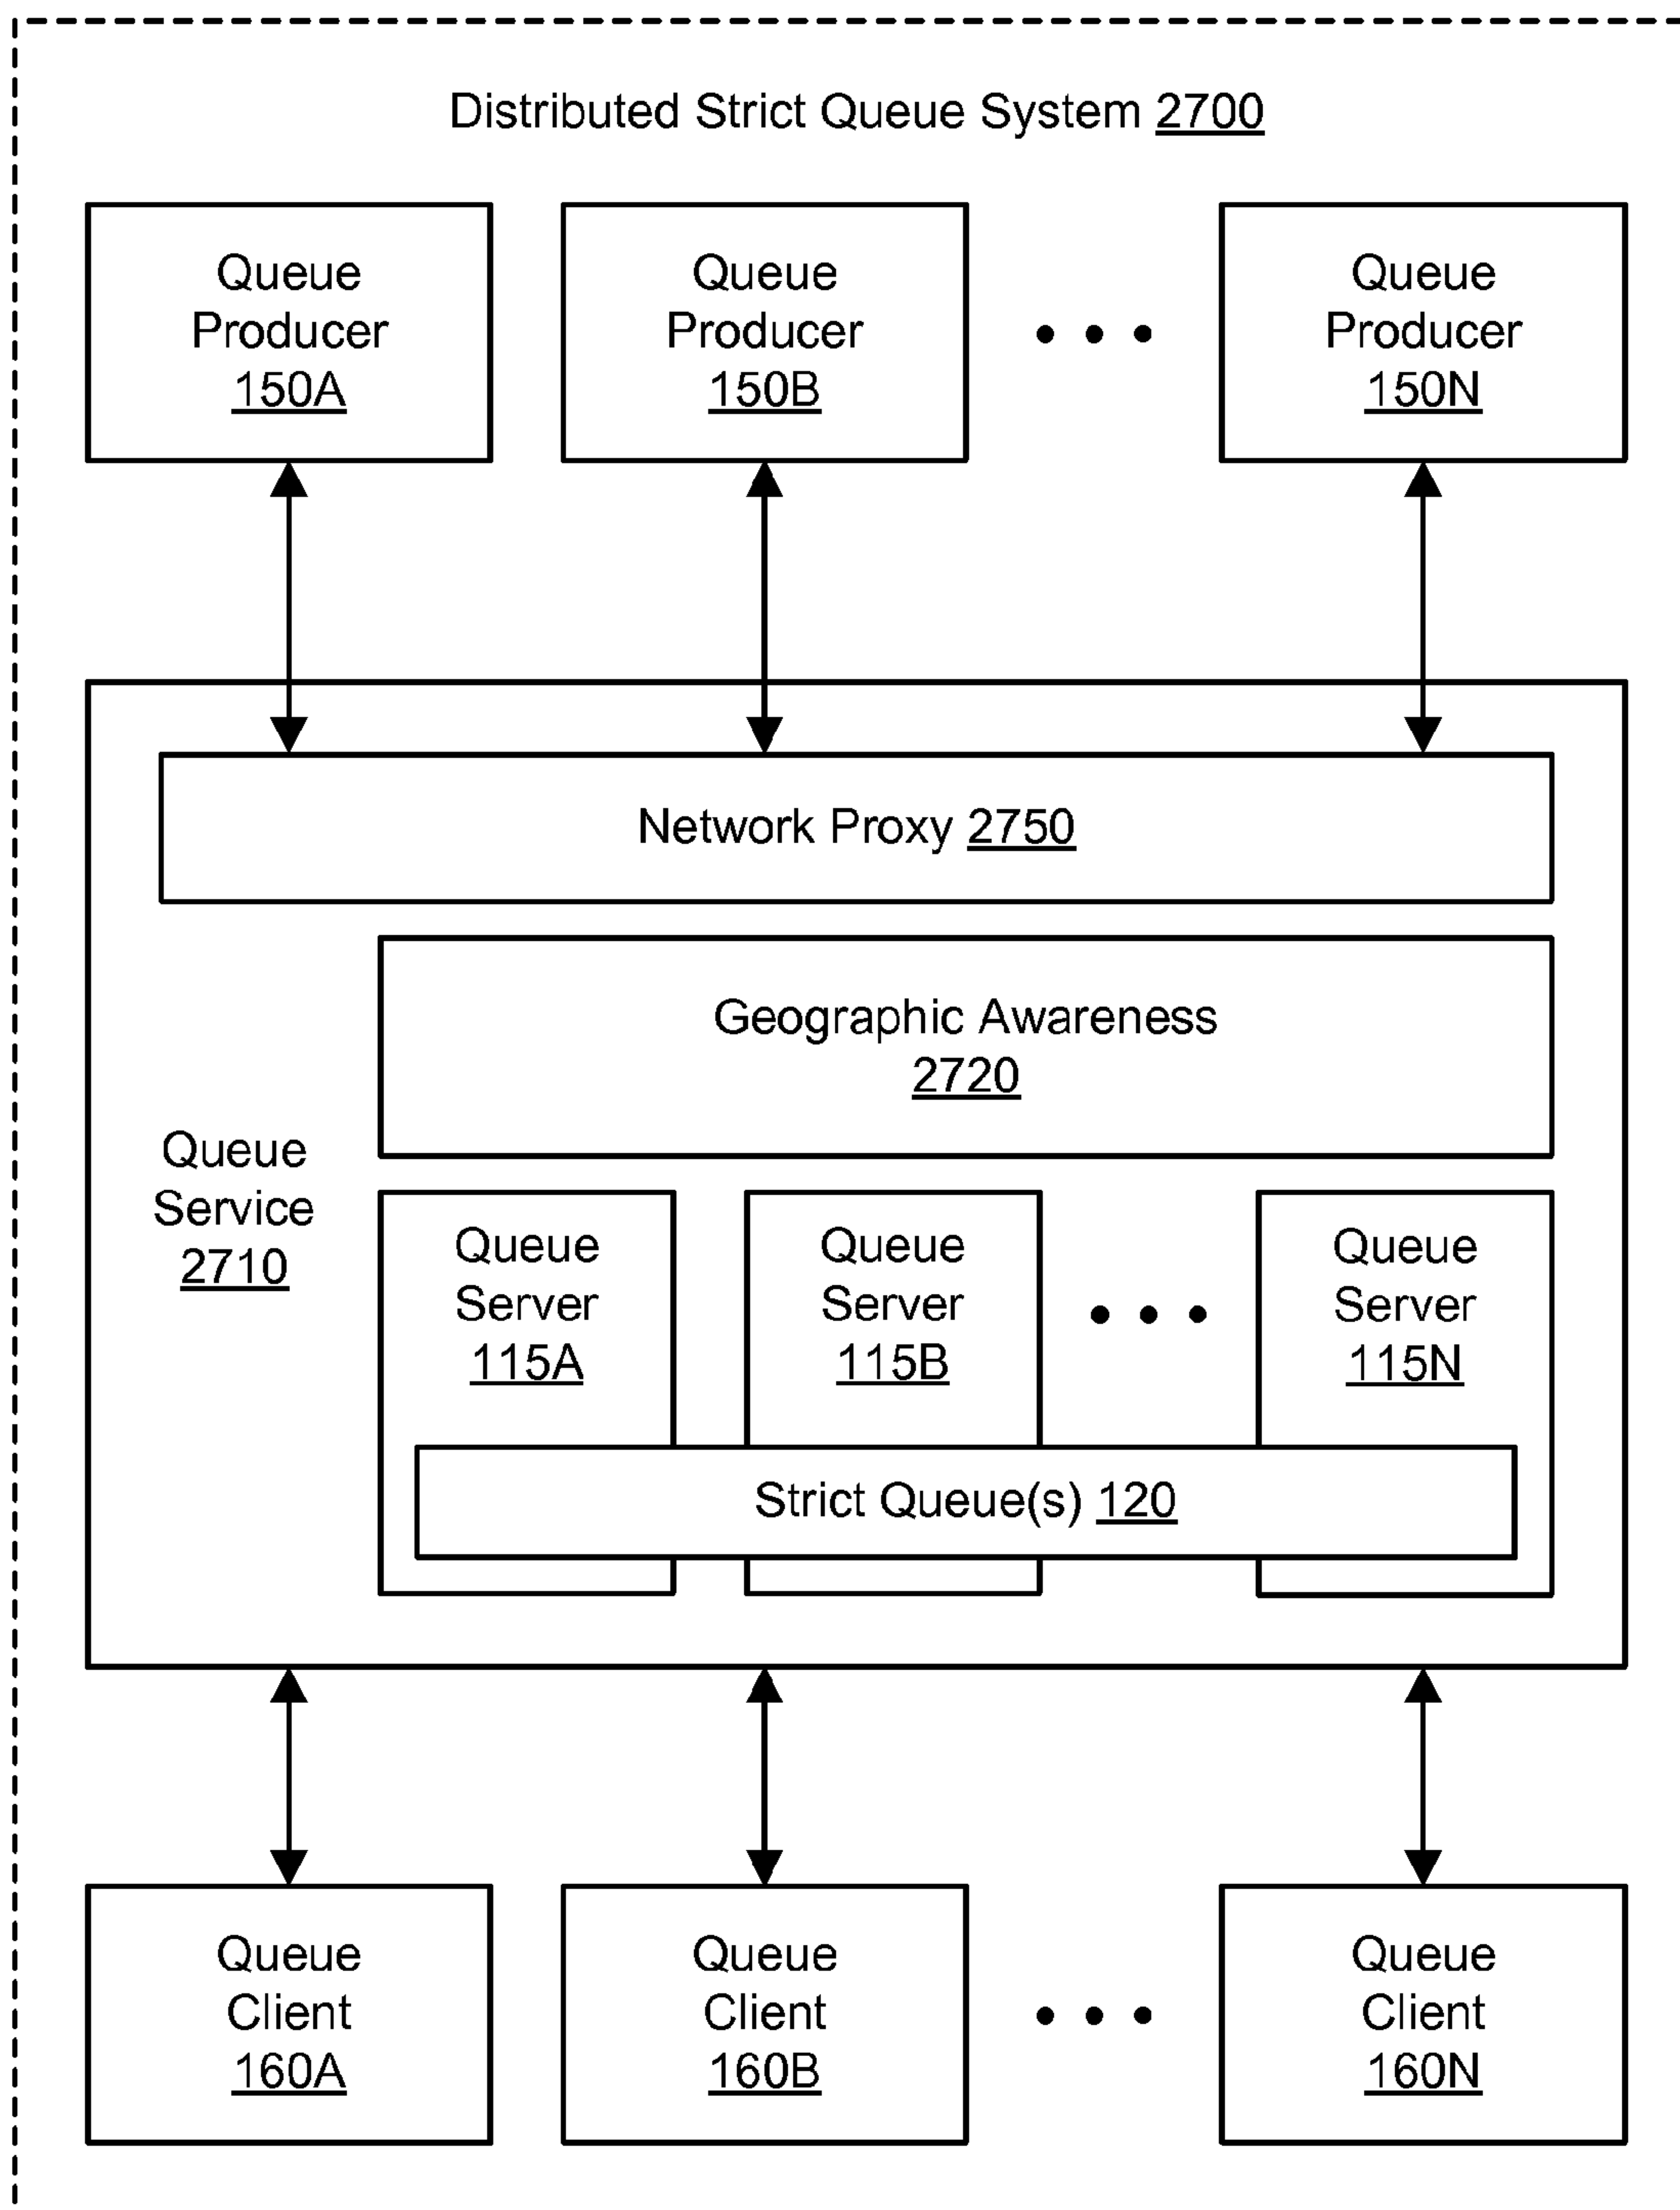 Distributed Strict Queue System 2700
Queue
Producer
150A
Queue
Producer
150B
Queue
Producer
150N
Network Proxy 2750
Geographic Awareness
2720
Queue
Service
2710
Queue
Server
115A
Queue
Server
115B
Queue
Server
115N
Strict Queue(s) 120
Queue
Client
160A
Queue
Client
160B
Queue
Client
160N